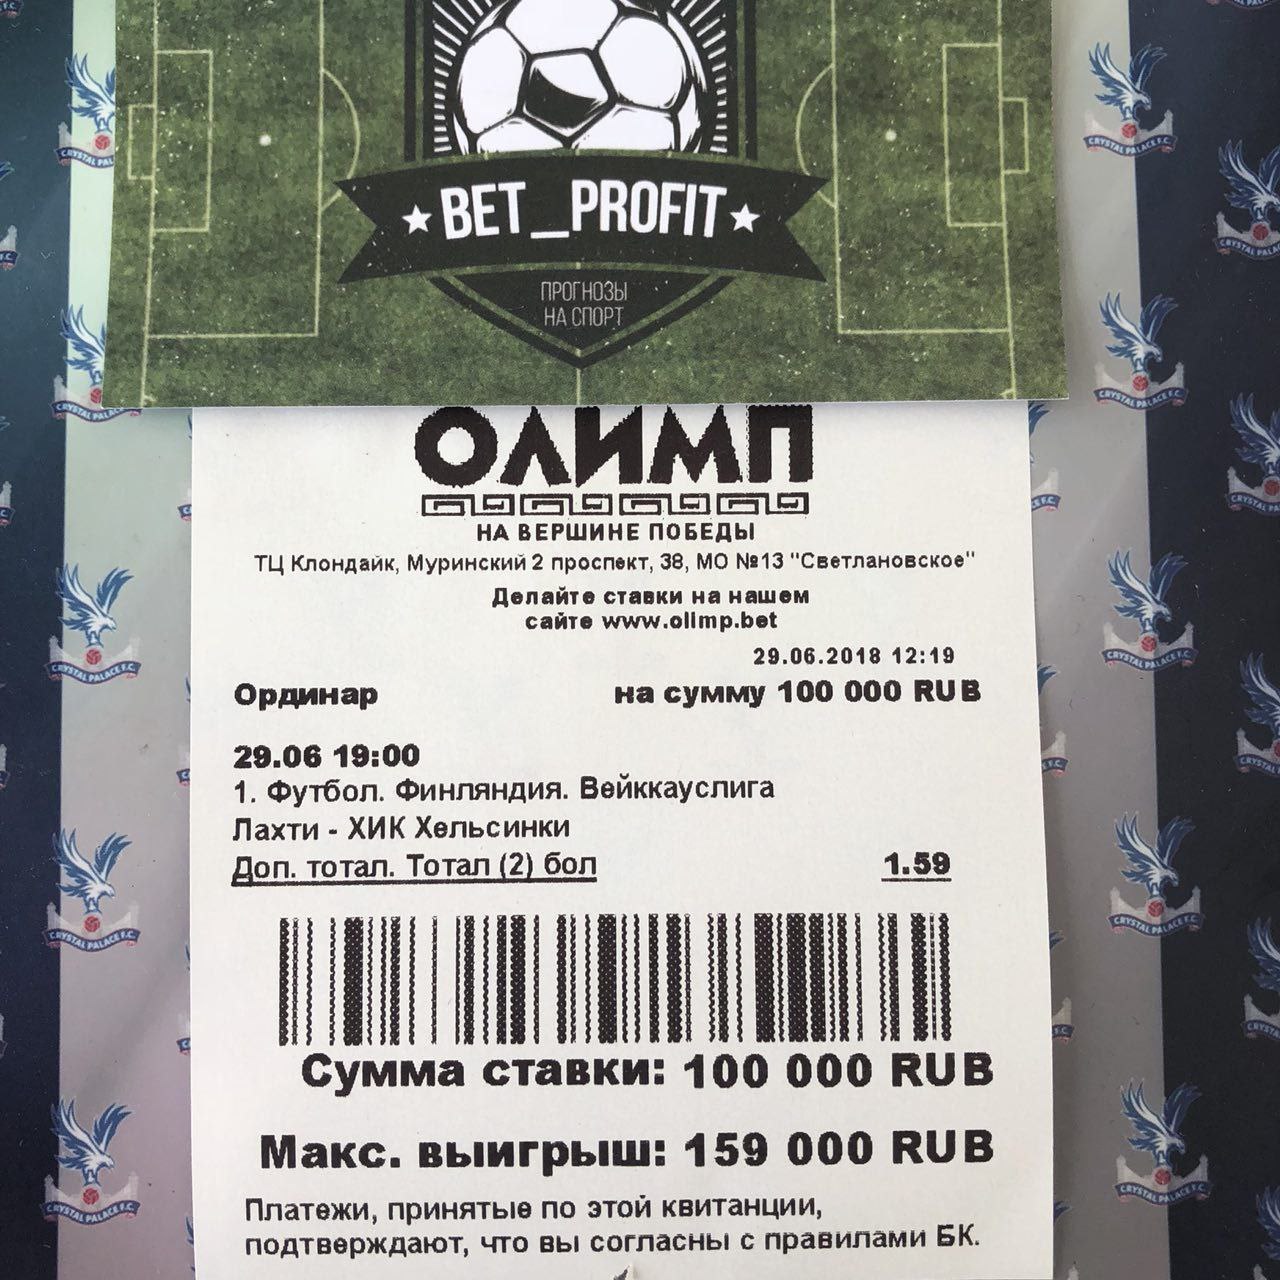 BET_PROFIT
ПРОГНОЗЫ
НА СПОРТ
ОЛИМП
НА ВЕРШИНЕ ПОБЕДЫ
ТЦ Клондайк, Муринский 2 проспект, 38, МО №13 "Светлановское"
Делайте ставки на нашем
сайте www.olimp.bet
29.06.2018 12:19
Ординар на сумму 100 000 RUB
29.06 19:00
1. Футбол. Финляндия. Вейккауслига
Лахти - ХИК Хельсинки
Доп. тотал. Тотал (2) бол 1.59
Сумма ставки: 100 000 RUB
Макс. выигрыш: 159 000 RUB
Платежи, принятые по этой квитанции,
подтверждают, что вы согласны с правилами БК.
CRYSTAL PALACE F.C.